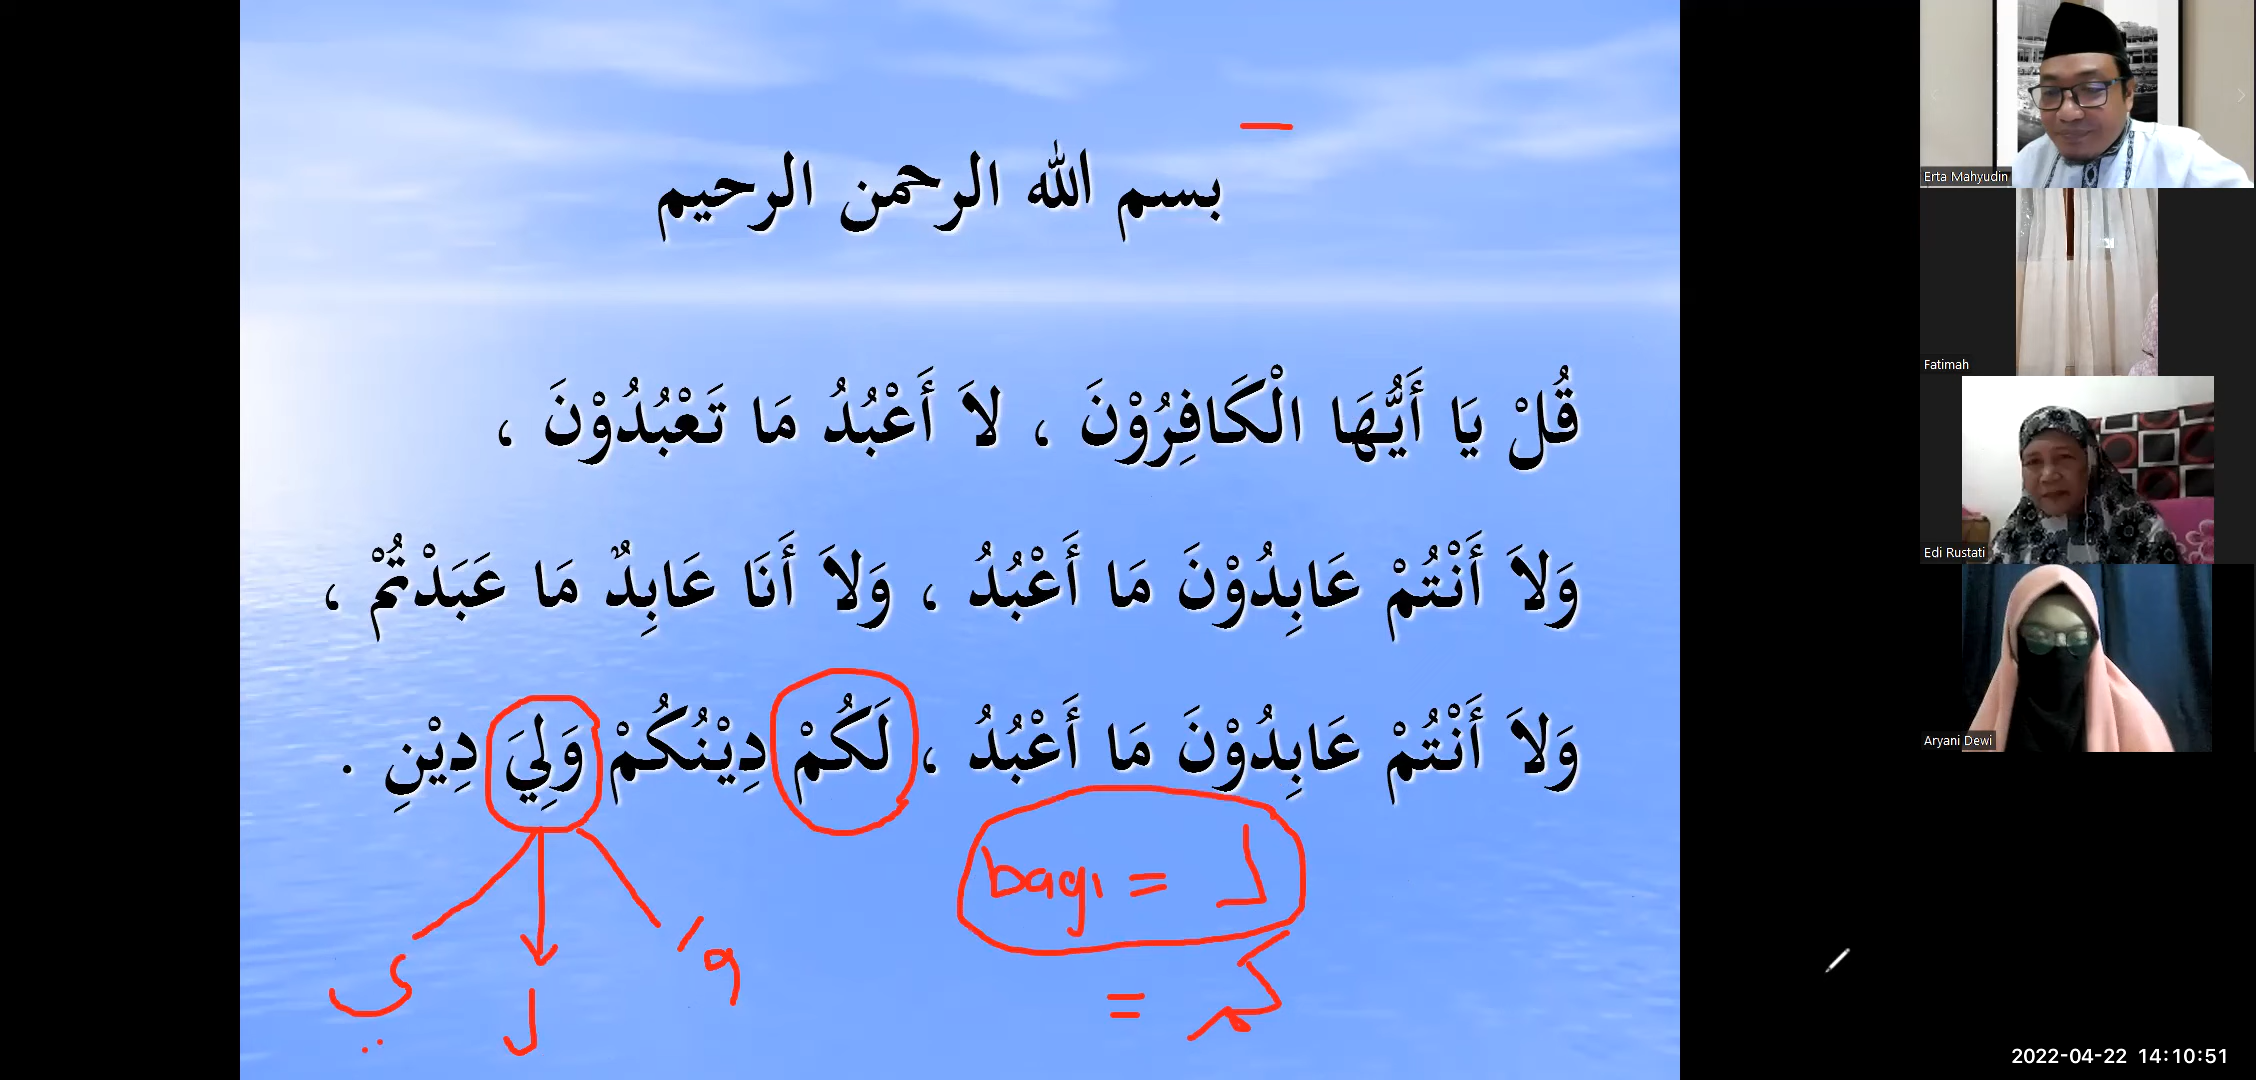 بسم الله الرحمن الرحيم
قُلْ يَا أَيُّهَا الْكَافِرُوْنَ ، لاَ أَعْبُدُ مَا تَعْبُدُوْنَ ،
وَلاَ أَنْتُمْ عَابِدُوْنَ مَا أَعْبُدُ ، وَلاَ أَنَا عَابِدٌ مَا عَبَدْتُمْ ،
وَلاَ أَنْتُمْ عَابِدُوْنَ مَا أَعْبُدُ ، لَكُمْ دِيْنُكُمْ وَلِيَ دِيْنِ .
bagi = ل
= كم
وَ ل ي
Erta Mahyudin
Fatimah
Edi Rustati
Aryani Dewi
2022-04-22 14:10:51